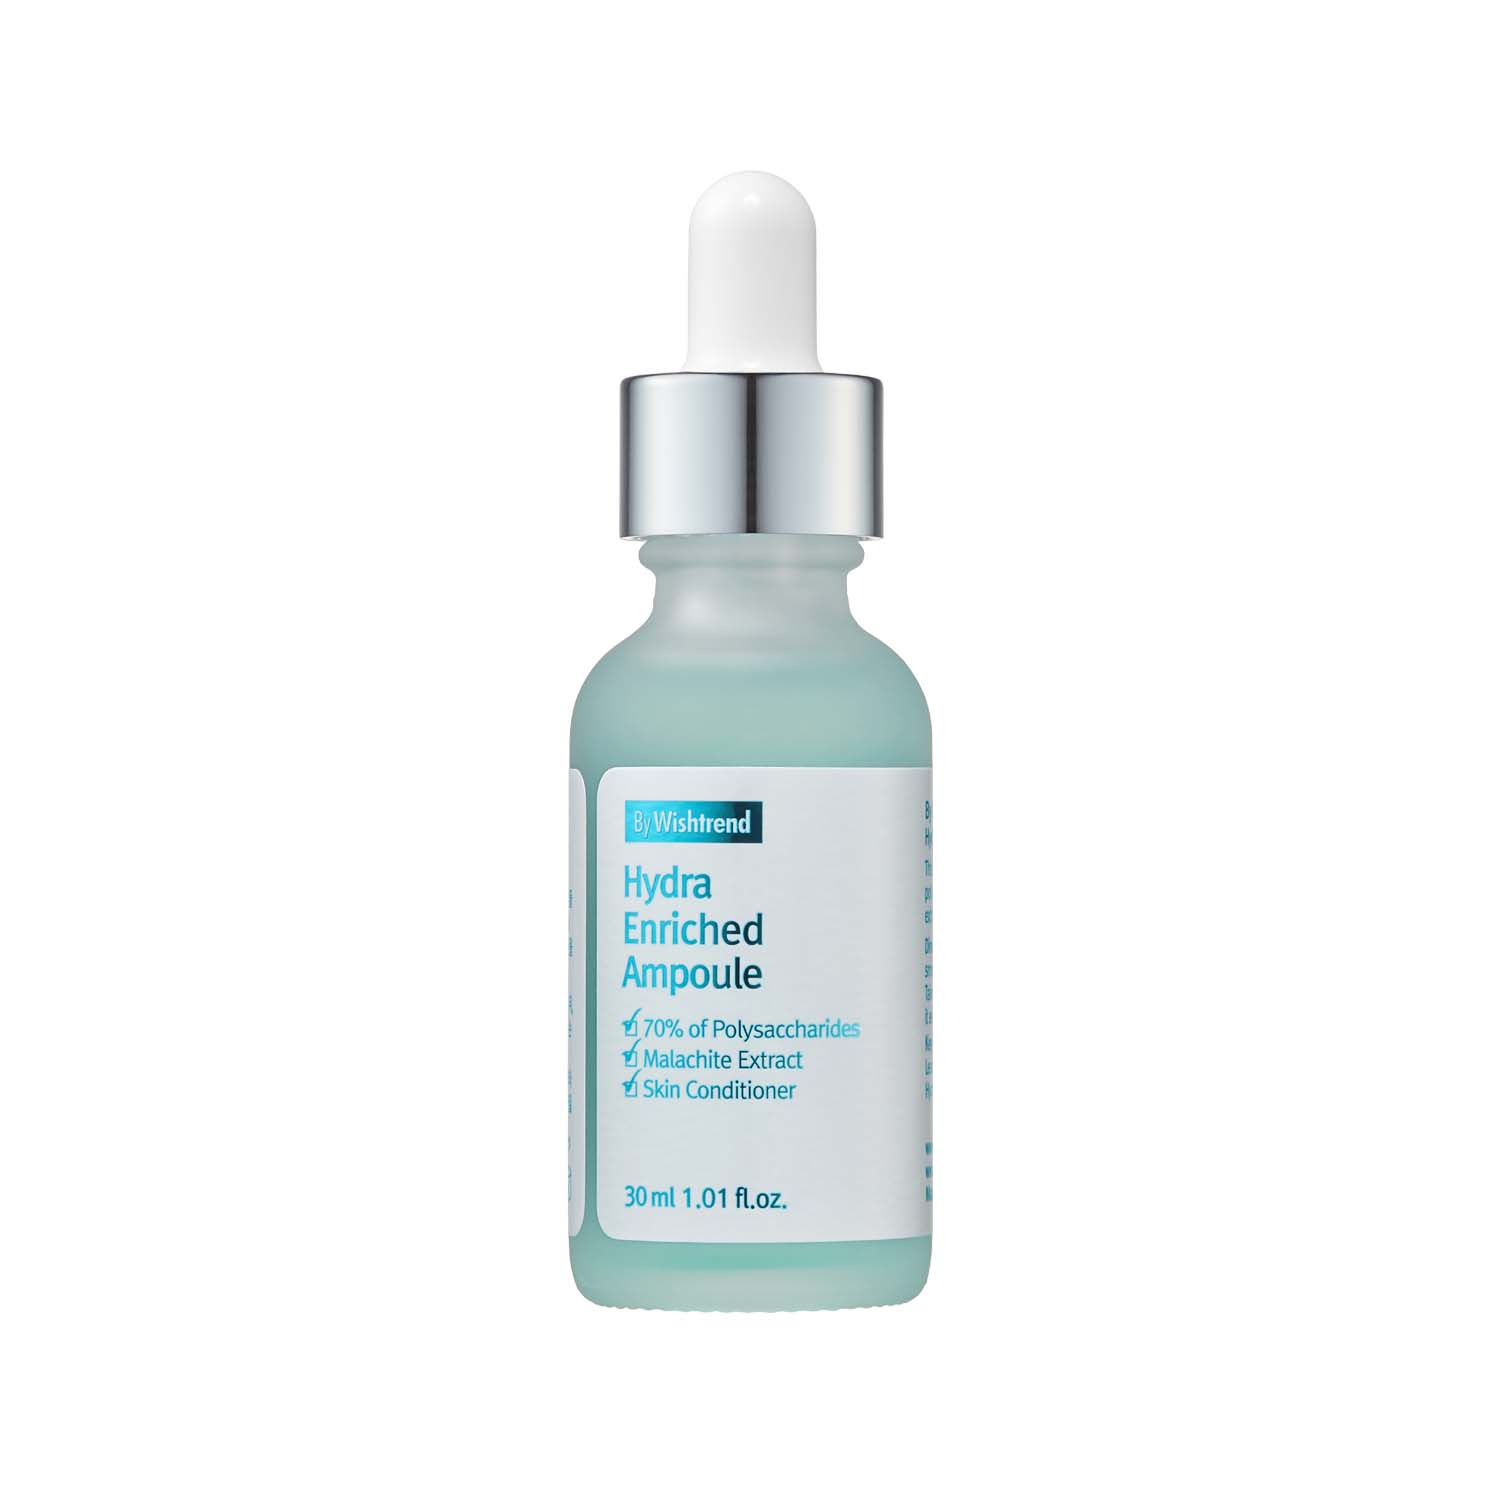 By Wishtrend
Hydra
Enriched
Ampoule
70% of Polysaccharides
Malachite Extract
Skin Conditioner
30 ml 1.01 fl.oz.